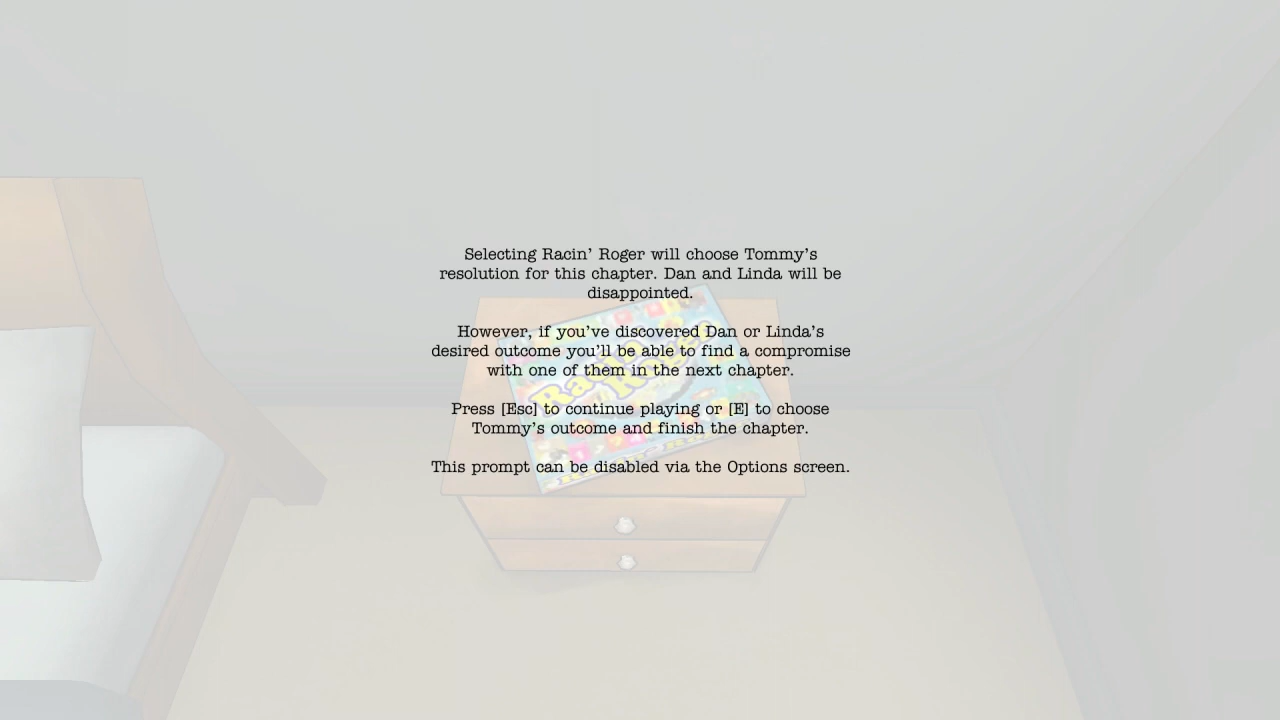 Selecting Racin’ Roger will choose Tommy’s
resolution for this chapter. Dan and Linda will be
disappointed.
However, if you’ve discovered Dan or Linda’s
desired outcome you’ll be able to find a compromise
with one of them in the next chapter.
Press [Esc] to continue playing or [E] to choose
Tommy’s outcome and finish the chapter.
This prompt can be disabled via the Options screen.
Racin'
Roger